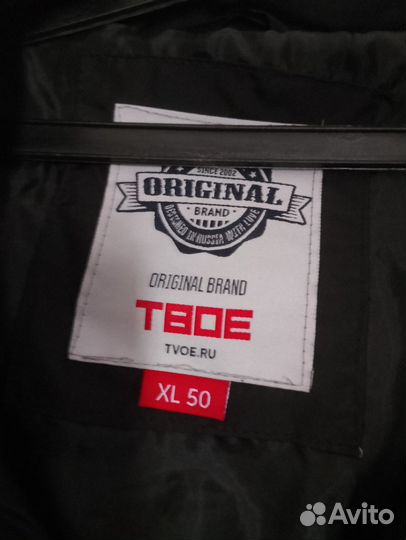 SINCE 2002
ORIGINAL
BRAND
DESIGNED IN RUSSIA WITH LOVE
ORIGINAL BRAND
ТВОЕ
TVOE.RU
XL 50
Avito